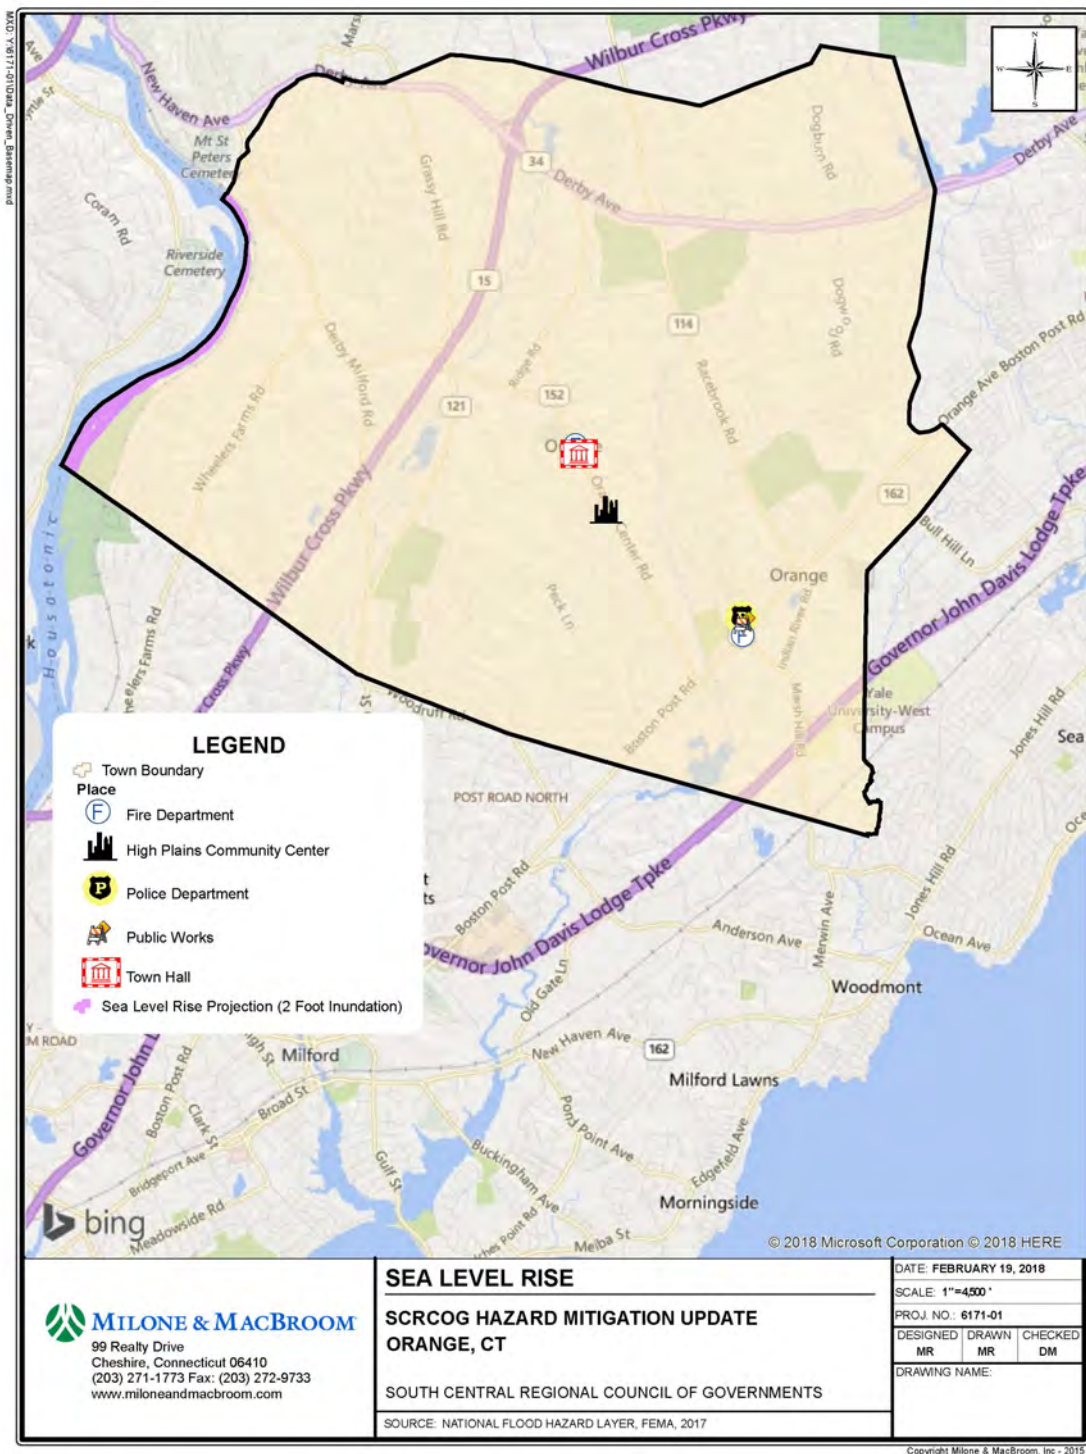 MXD: Y:\6171-01\Data_Driven_Basemap.mxd
Wilbur Cross Pkwy
N
W E
S
New Haven Ave
Derby Ave
Mt St
Peters
Cemetery
Dogburn Rd
Derby Ave
34
Derby Ave
Grassy Hill Rd
Coram Rd
Riverside
Cemetery
15
114
Dogwood Rd
Derby Milford Rd
Ridge Rd
Racebrook Rd
Orange Ave Boston Post Rd
121
152
Wheelers Farms Rd
Wilbur Cross Pkwy
Center Rd
162
Bull Hill Ln
Housatonic
Orange
Governor John Davis Lodge Tpke
Peck Ln
Indian River Rd
F
Wheelers Farms Rd
Cross Pkwy
Woodruff Rd
Boston Post Rd
Marsh Hill Rd
Yale
University-West
Campus
Jones Hill Rd
Sea
LEGEND
Town Boundary
Place
F Fire Department
High Plains Community Center
P Police Department
Public Works
Town Hall
Sea Level Rise Projection (2 Foot Inundation)
POST ROAD NORTH
Boston Post Rd
Governor John Davis Lodge Tpke
Anderson Ave
Merwin Ave
Jones Hill Rd
Ocean Ave
Old Gate Ln
Woodmont
M ROAD
Milford
New Haven Ave
162
Milford Lawns
Governor John
Boston Post Rd
Clark St
Broad St
Pond Point Ave
Bridgeport Ave
Gulf St
Buckingham Ave
Edgefield Ave
Morningside
Meadowside Rd
Melba St
bing
© 2018 Microsoft Corporation © 2018 HERE
MILONE & MACBROOM
99 Realty Drive
Cheshire, Connecticut 06410
(203) 271-1773 Fax: (203) 272-9733
www.miloneandmacbroom.com
SEA LEVEL RISE
SCRCOG HAZARD MITIGATION UPDATE
ORANGE, CT
SOUTH CENTRAL REGIONAL COUNCIL OF GOVERNMENTS
SOURCE: NATIONAL FLOOD HAZARD LAYER, FEMA, 2017
DATE: FEBRUARY 19, 2018
SCALE: 1"=4,500 '
PROJ. NO.: 6171-01
DESIGNED DRAWN CHECKED
MR MR DM
DRAWING NAME:
Copyright Milone & MacBroom, Inc - 2015